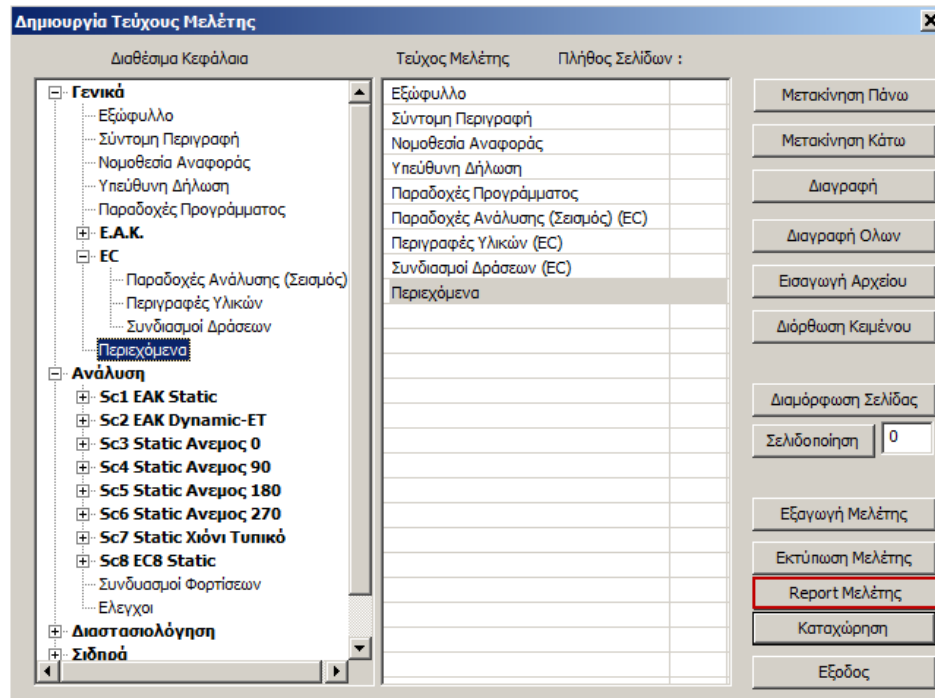 Δημιουργία Τεύχους Μελέτης
Διαθέσιμα Κεφάλαια
Τεύχος Μελέτης
Πλήθος Σελίδων :
Γενικά
Εξώφυλλο
Σύντομη Περιγραφή
Νομοθεσία Αναφοράς
Υπεύθυνη Δήλωση
Παραδοχές Προγράμματος
Ε.Α.Κ.
EC
Παραδοχές Ανάλυσης (Σεισμός)
Περιγραφές Υλικών
Συνδιασμοί Δράσεων
Περιεχόμενα
Ανάλυση
Sc1 EAK Static
Sc2 EAK Dynamic-ET
Sc3 Static Ανεμος 0
Sc4 Static Ανεμος 90
Sc5 Static Ανεμος 180
Sc6 Static Ανεμος 270
Sc7 Static Χιόνι Τυπικό
Sc8 EC8 Static
Συνδυασμοί Φορτίσεων
Ελεγχοι
Διαστασιολόγηση
Σιδηρά
Εξώφυλλο
Σύντομη Περιγραφή
Νομοθεσία Αναφοράς
Υπεύθυνη Δήλωση
Παραδοχές Προγράμματος
Παραδοχές Ανάλυσης (Σεισμός) (EC)
Περιγραφές Υλικών (EC)
Συνδιασμοί Δράσεων (EC)
Περιεχόμενα
Μετακίνηση Πάνω
Μετακίνηση Κάτω
Διαγραφή
Διαγραφή Ολων
Εισαγωγή Αρχείου
Διόρθωση Κειμένου
Διαμόρφωση Σελίδας
Σελιδοποίηση 0
Εξαγωγή Μελέτης
Εκτύπωση Μελέτης
Report Μελέτης
Καταχώρηση
Εξοδος